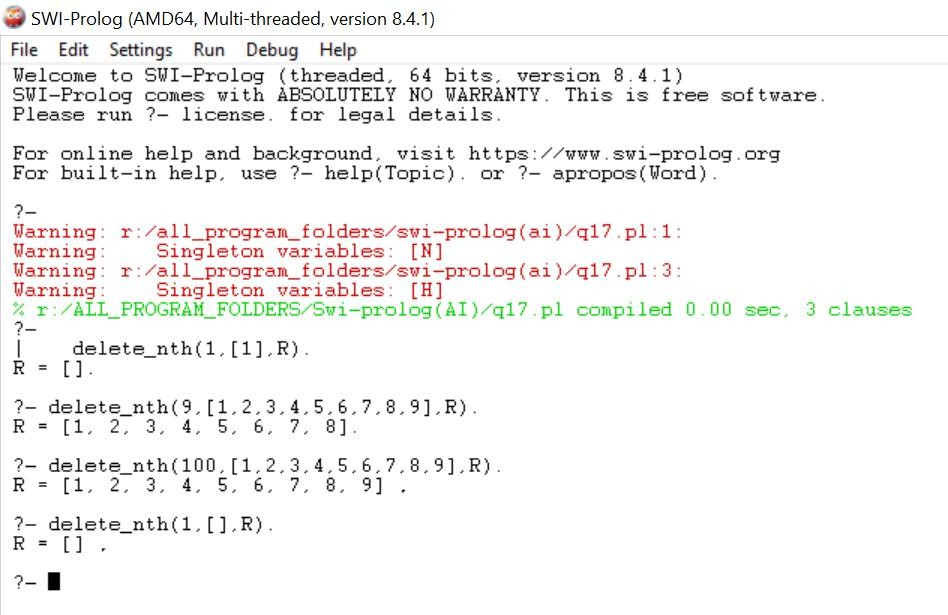 SWI-Prolog (AMD64, Multi-threaded, version 8.4.1)
File Edit Settings Run Debug Help
Welcome to SWI-Prolog (threaded, 64 bits, version 8.4.1)
SWI-Prolog comes with ABSOLUTELY NO WARRANTY. This is free software.
Please run ?- license. for legal details.
For online help and background, visit https://www.swi-prolog.org
For built-in help, use ?- help(Topic). or ?- apropos(Word).
?-
Warning: r:/all_program_folders/swi-prolog(ai)/q17.pl:1:
Warning:    Singleton variables: [N]
Warning: r:/all_program_folders/swi-prolog(ai)/q17.pl:3:
Warning:    Singleton variables: [H]
% r:/ALL_PROGRAM_FOLDERS/Swi-prolog(AI)/q17.pl compiled 0.00 sec, 3 clauses
?-
|    delete_nth(1,[1],R).
R = [].
?- delete_nth(9,[1,2,3,4,5,6,7,8,9],R).
R = [1, 2, 3, 4, 5, 6, 7, 8].
?- delete_nth(100,[1,2,3,4,5,6,7,8,9],R).
R = [1, 2, 3, 4, 5, 6, 7, 8, 9] .
?- delete_nth(1,[],R).
R = [] .
?-